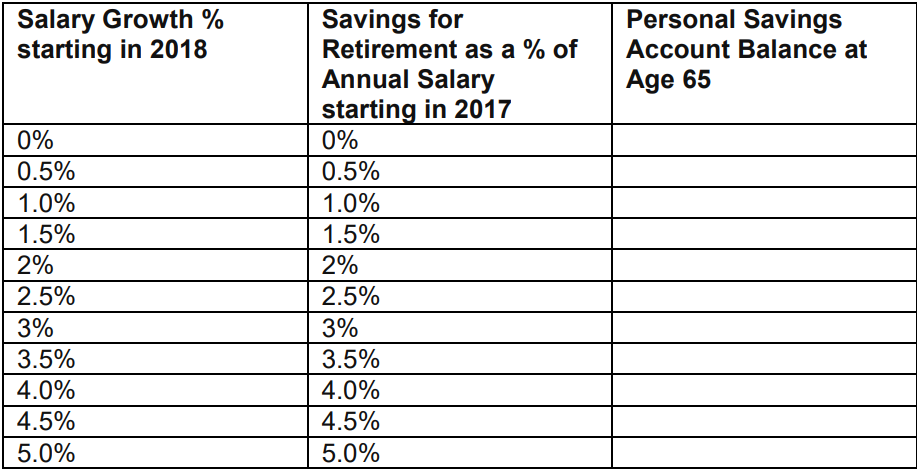 Salary Growth % Savings for Personal Savings
starting in 2018 Retirement as a % of Account Balance at
Annual Salary Age 65
starting in 2017
0% 0%
0.5% 0.5%
1.0% 1.0%
1.5% 1.5%
2% 2%
2.5% 2.5%
3% 3%
3.5% 3.5%
4.0% 4.0%
4.5% 4.5%
5.0% 5.0%